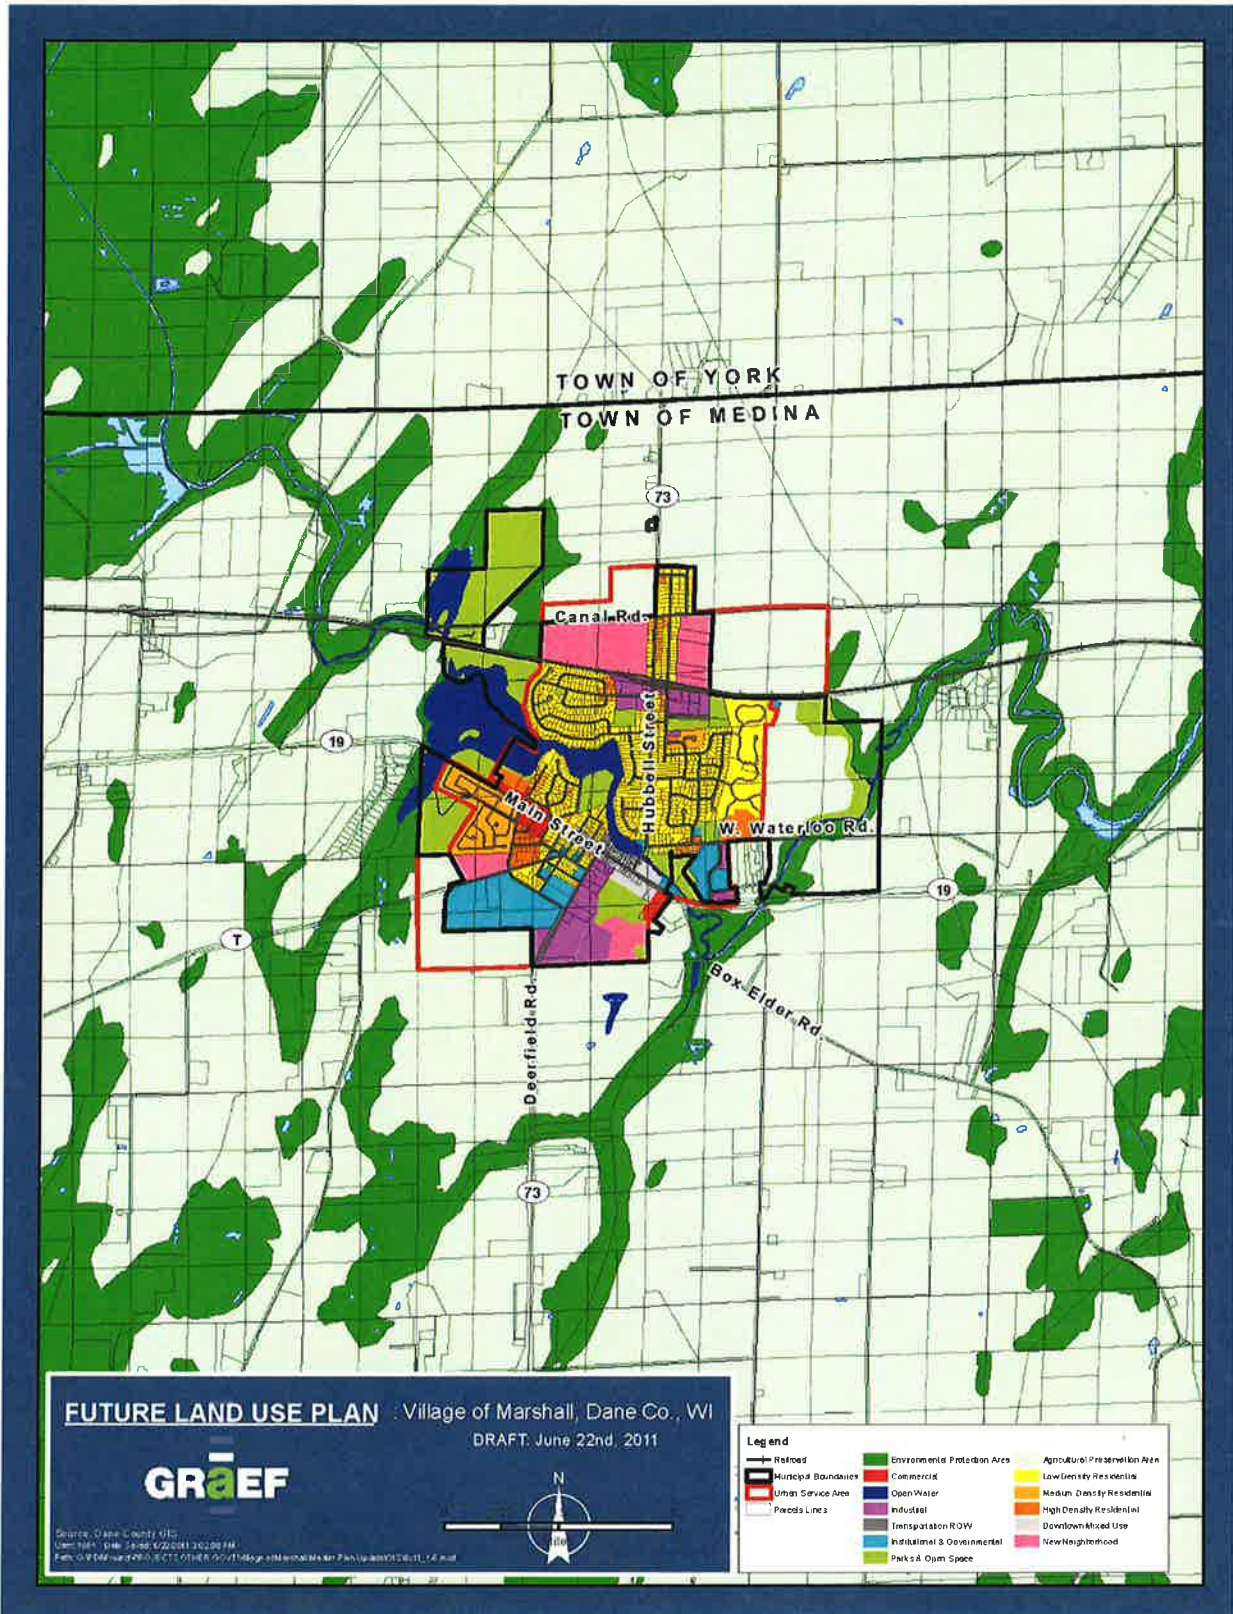 TOWN OF YORK
TOWN OF MEDINA
73
Canal Rd.
19
Hubbell Street
Main Street
W. Waterloo Rd.
19
T
Box Elder Rd.
Deerfield Rd.
73
FUTURE LAND USE PLAN : Village of Marshall, Dane Co., WI
DRAFT: June 22nd, 2011
GRaEF
N
Source: Dane County GIS
Legend
Railroad
Municipal Boundaries
Urban Service Area
Parcels Lines
Environmental Protection Area
Commercial
Open Water
Industrial
Transportation ROW
Institutional & Governmental
Parks & Open Space
Agricultural Preservation Area
Low Density Residential
Medium Density Residential
High Density Residential
Downtown Mixed Use
New Neighborhood